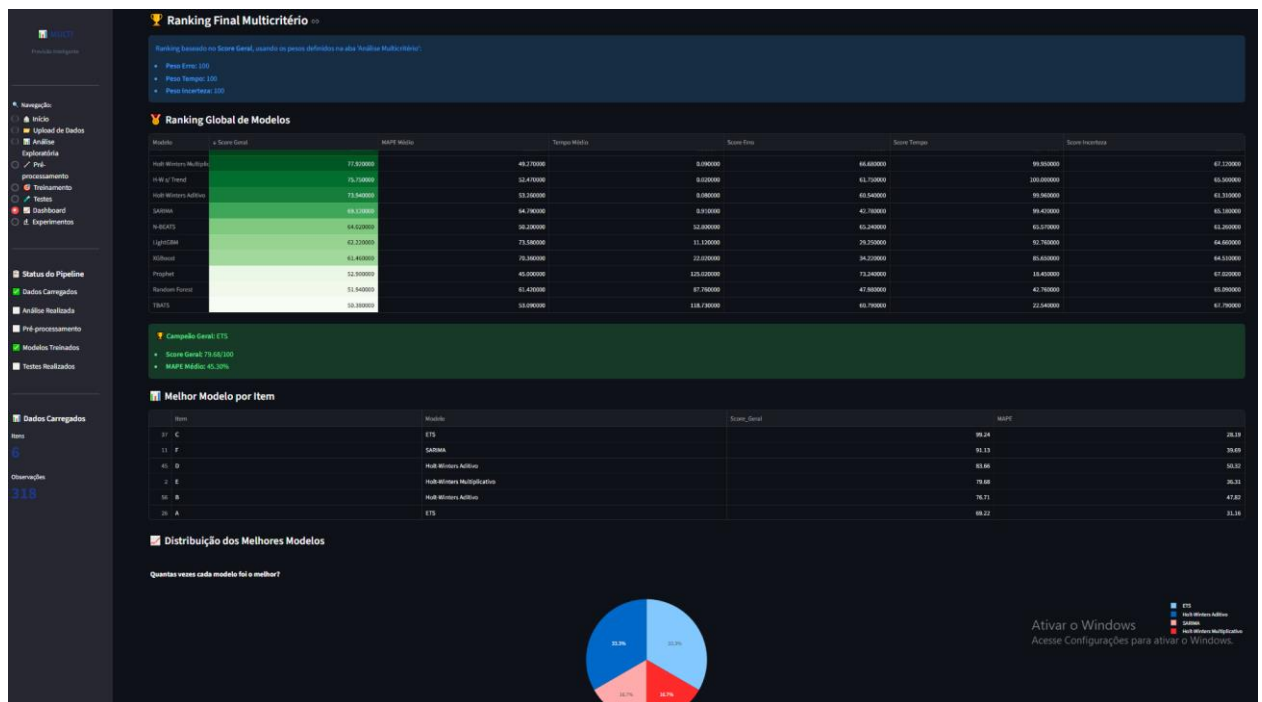 MULTI
Previsão Inteligente
Navegação:
Início
Upload de Dados
Análise
Exploratória
Pré-
processamento
Treinamento
Testes
Dashboard
Experimentos
Status do Pipeline
Dados Carregados
Análise Realizada
Pré-processamento
Modelos Treinados
Testes Realizados
Dados Carregados
Itens
6
Observações
318
Ranking Final Multicritério
Ranking baseado no Score Geral, usando os pesos definidos na aba 'Análise Multicritério':
Peso Erro: 100
Peso Tempo: 100
Peso Incerteza: 100
Ranking Global de Modelos
Modelo Score Geral MAPE Médio Tempo Médio Score Erro Score Tempo Score Incerteza
Holt-Winters Multiplic 77.920000 49.270000 0.090000 66.680000 99.950000 67.120000
H-W s/ Trend 75.750000 52.470000 0.020000 61.750000 100.000000 65.500000
Holt-Winters Aditivo 73.940000 53.260000 0.080000 60.540000 99.960000 61.310000
SARIMA 69.120000 64.790000 0.910000 42.780000 99.420000 65.180000
N-BEATS 64.020000 50.200000 52.800000 65.240000 65.570000 61.260000
LightGBM 62.220000 73.580000 11.120000 29.250000 92.760000 64.660000
XGBoost 61.460000 70.360000 22.020000 34.220000 85.650000 64.510000
Prophet 52.900000 45.000000 125.020000 73.240000 18.450000 67.020000
Random Forest 51.940000 61.420000 87.760000 47.980000 42.760000 65.090000
TBATS 50.380000 53.090000 118.730000 60.790000 22.540000 67.790000
Campeão Geral: ETS
Score Geral: 79.68/100
MAPE Médio: 45.30%
Melhor Modelo por Item
Item Modelo Score_Geral MAPE
37 C ETS 99.24 28.19
11 F SARIMA 91.13 39.69
45 D Holt-Winters Aditivo 83.66 50.32
2 E Holt-Winters Multiplicativo 79.68 26.31
56 B Holt-Winters Aditivo 76.71 47.82
26 A ETS 69.22 31.16
Distribuição dos Melhores Modelos
Quantas vezes cada modelo foi o melhor?
ETS
Holt-Winters Aditivo
SARIMA
Holt-Winters Multiplicativo
33.3% 33.3%
16.7% 16.7%
Ativar o Windows
Acesse Configurações para ativar o Windows.